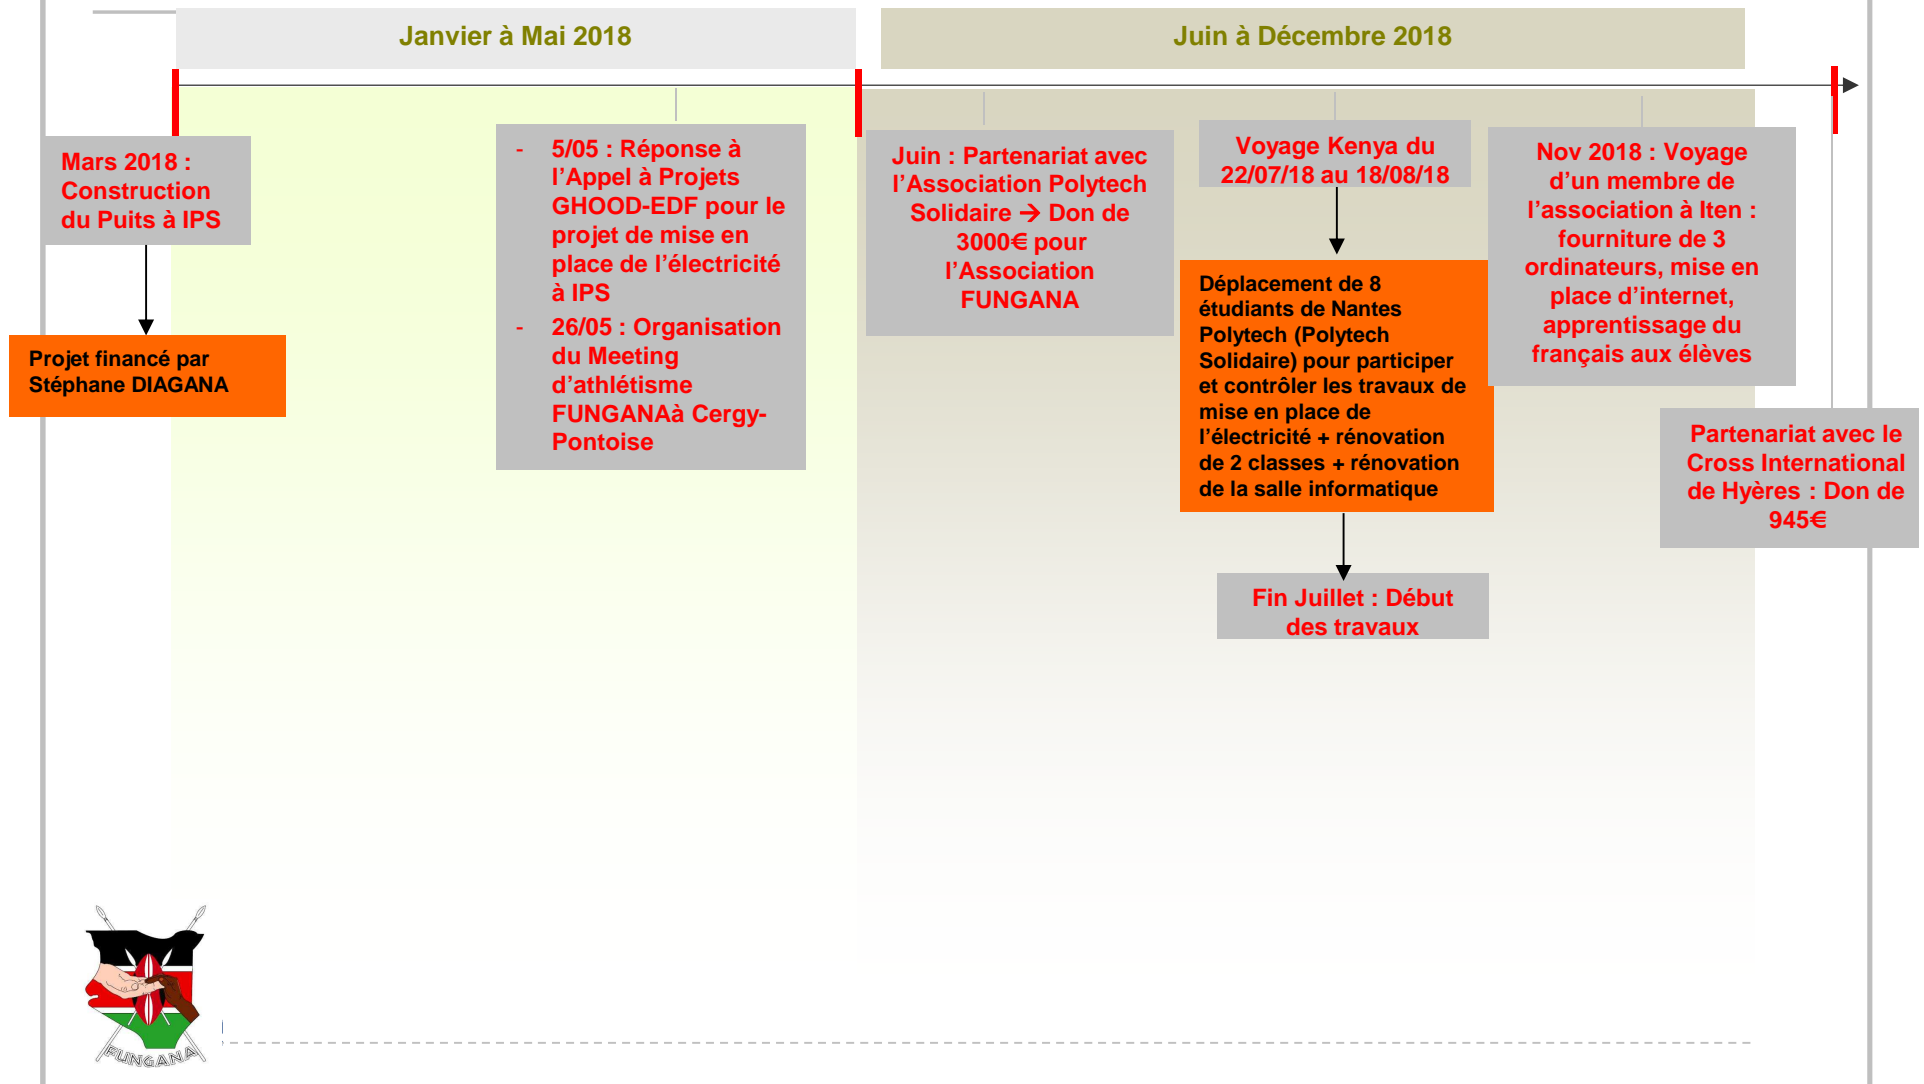 Janvier à Mai 2018
Juin à Décembre 2018
Mars 2018 :
Construction
du Puits à IPS
Projet financé par
Stéphane DIAGANA
- 5/05 : Réponse à
l’Appel à Projets
GHOOD-EDF pour le
projet de mise en
place de l’électricité
à IPS
- 26/05 : Organisation
du Meeting
d’athlétisme
FUNGANAà Cergy-
Pontoise
Juin : Partenariat avec
l’Association Polytech
Solidaire → Don de
3000€ pour
l’Association
FUNGANA
Voyage Kenya du
22/07/18 au 18/08/18
Déplacement de 8
étudiants de Nantes
Polytech (Polytech
Solidaire) pour participer
et contrôler les travaux de
mise en place de
l’électricité + rénovation
de 2 classes + rénovation
de la salle informatique
Fin Juillet : Début
des travaux
Nov 2018 : Voyage
d’un membre de
l’association à Iten :
fourniture de 3
ordinateurs, mise en
place d’internet,
apprentissage du
français aux élèves
Partenariat avec le
Cross International
de Hyères : Don de
945€
FUNGANA